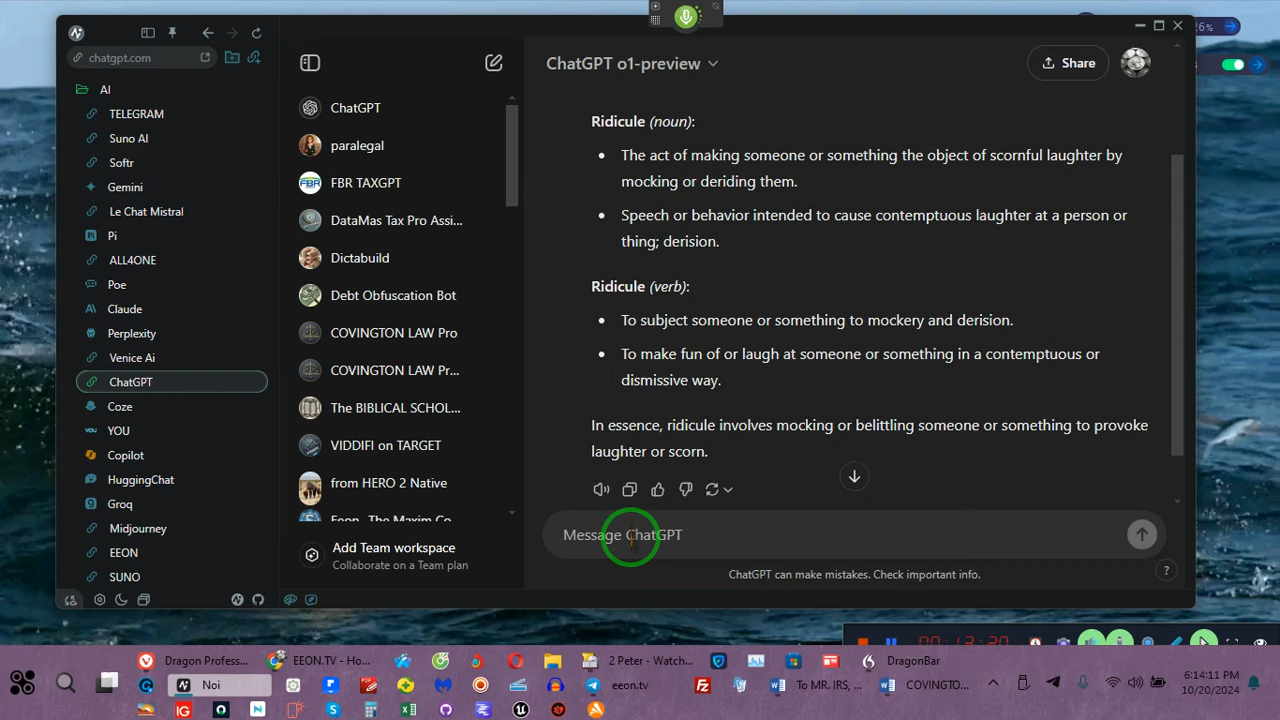 26%
chatgpt.com
AI
TELEGRAM
Suno AI
Softr
Gemini
Le Chat Mistral
Pi
ALL4ONE
Poe
Claude
Perplexity
Venice Ai
ChatGPT
Coze
YOU
Copilot
HuggingChat
Groq
Midjourney
EEON
SUNO
ChatGPT
paralegal
FBR TAXGPT
DataMas Tax Pro Assi...
Dictabuild
Debt Obfuscation Bot
COVINGTON LAW Pro
COVINGTON LAW Pr...
The BIBLICAL SCHOL...
VIDDIFI on TARGET
from HERO 2 Native
Eeon - The Maxim Co
Add Team workspace
Collaborate on a Team plan
ChatGPT o1-preview
Share
Ridicule (noun):
• The act of making someone or something the object of scornful laughter by
mocking or deriding them.
• Speech or behavior intended to cause contemptuous laughter at a person or
thing; derision.
Ridicule (verb):
• To subject someone or something to mockery and derision.
• To make fun of or laugh at someone or something in a contemptuous or
dismissive way.
In essence, ridicule involves mocking or belittling someone or something to provoke
laughter or scorn.
Message ChatGPT
ChatGPT can make mistakes. Check important info.
?
Dragon Profess...
EEON.TV - Ho...
2 Peter - Watch...
DragonBar
Noi
eeon.tv
To MR. IRS, ...
COVINGTO...
6:14:11 PM
10/20/2024